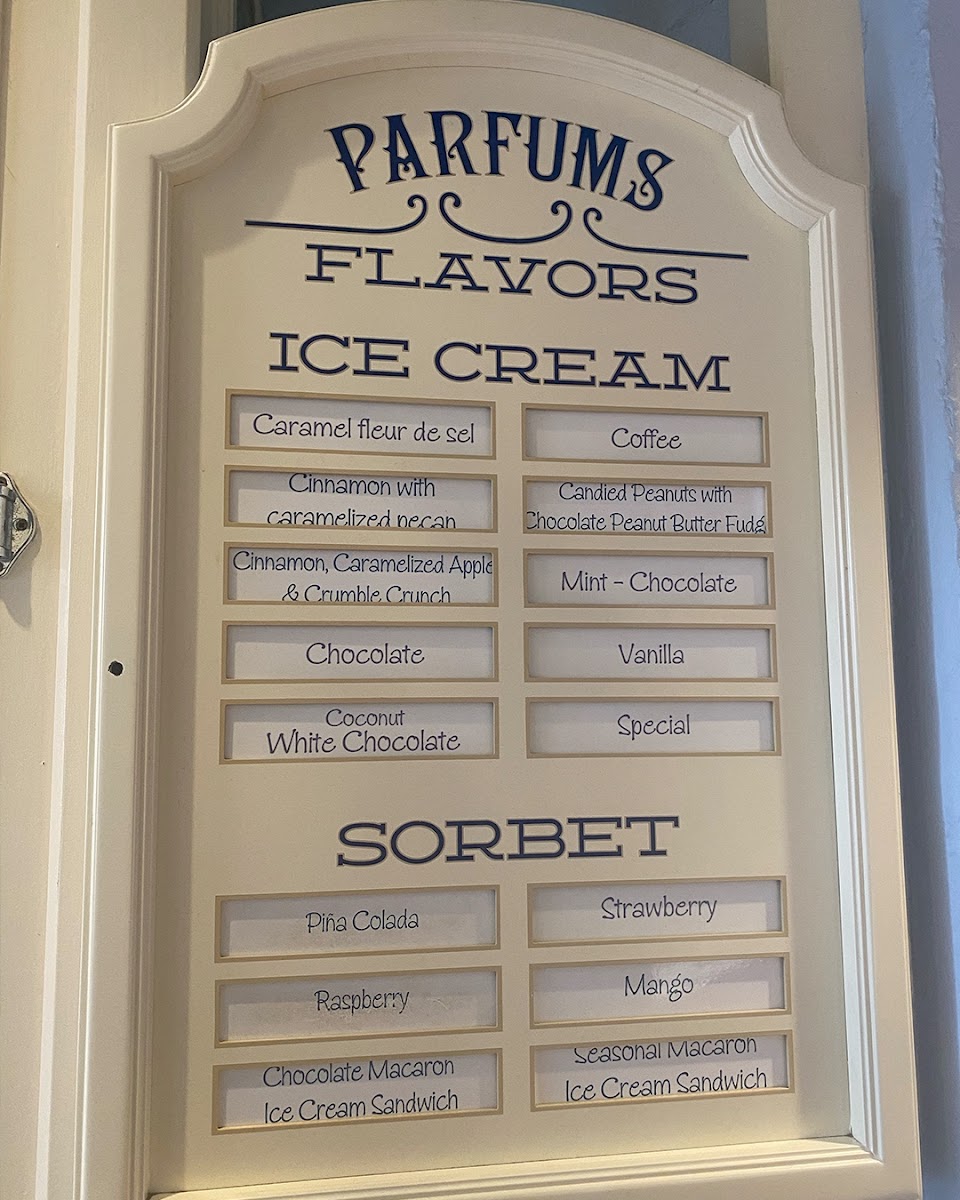 PARFUMS
FLAVORS
ICE CREAM
Caramel fleur de sel
Coffee
Cinnamon with
caramelized pecan
Candied Peanuts with
Chocolate Peanut Butter Fudg
Cinnamon, Caramelized Apple
& Crumble Crunch
Mint - Chocolate
Chocolate
Vanilla
Coconut
White Chocolate
Special
SORBET
Piña Colada
Strawberry
Raspberry
Mango
Chocolate Macaron
Ice Cream Sandwich
Seasonal Macaron
Ice Cream Sandwich